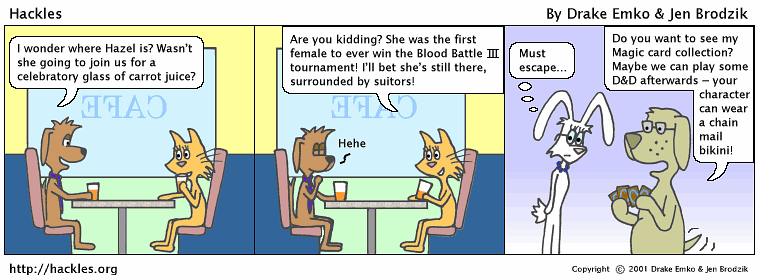 Hackles
By Drake Emko & Jen Brodzik
I wonder where Hazel is? Wasn't
she going to join us for a
celebratory glass of carrot juice?
CAFE
Are you kidding? She was the first
female to ever win the Blood Battle III
tournament! I'll bet she's still there,
surrounded by suitors!
CAFE
Hehe
Must
escape...
Do you want to see my
Magic card collection?
Maybe we can play some
D&D afterwards – your
character
can wear
a chain
mail
bikini!
http://hackles.org
Copyright © 2001 Drake Emko & Jen Brodzik